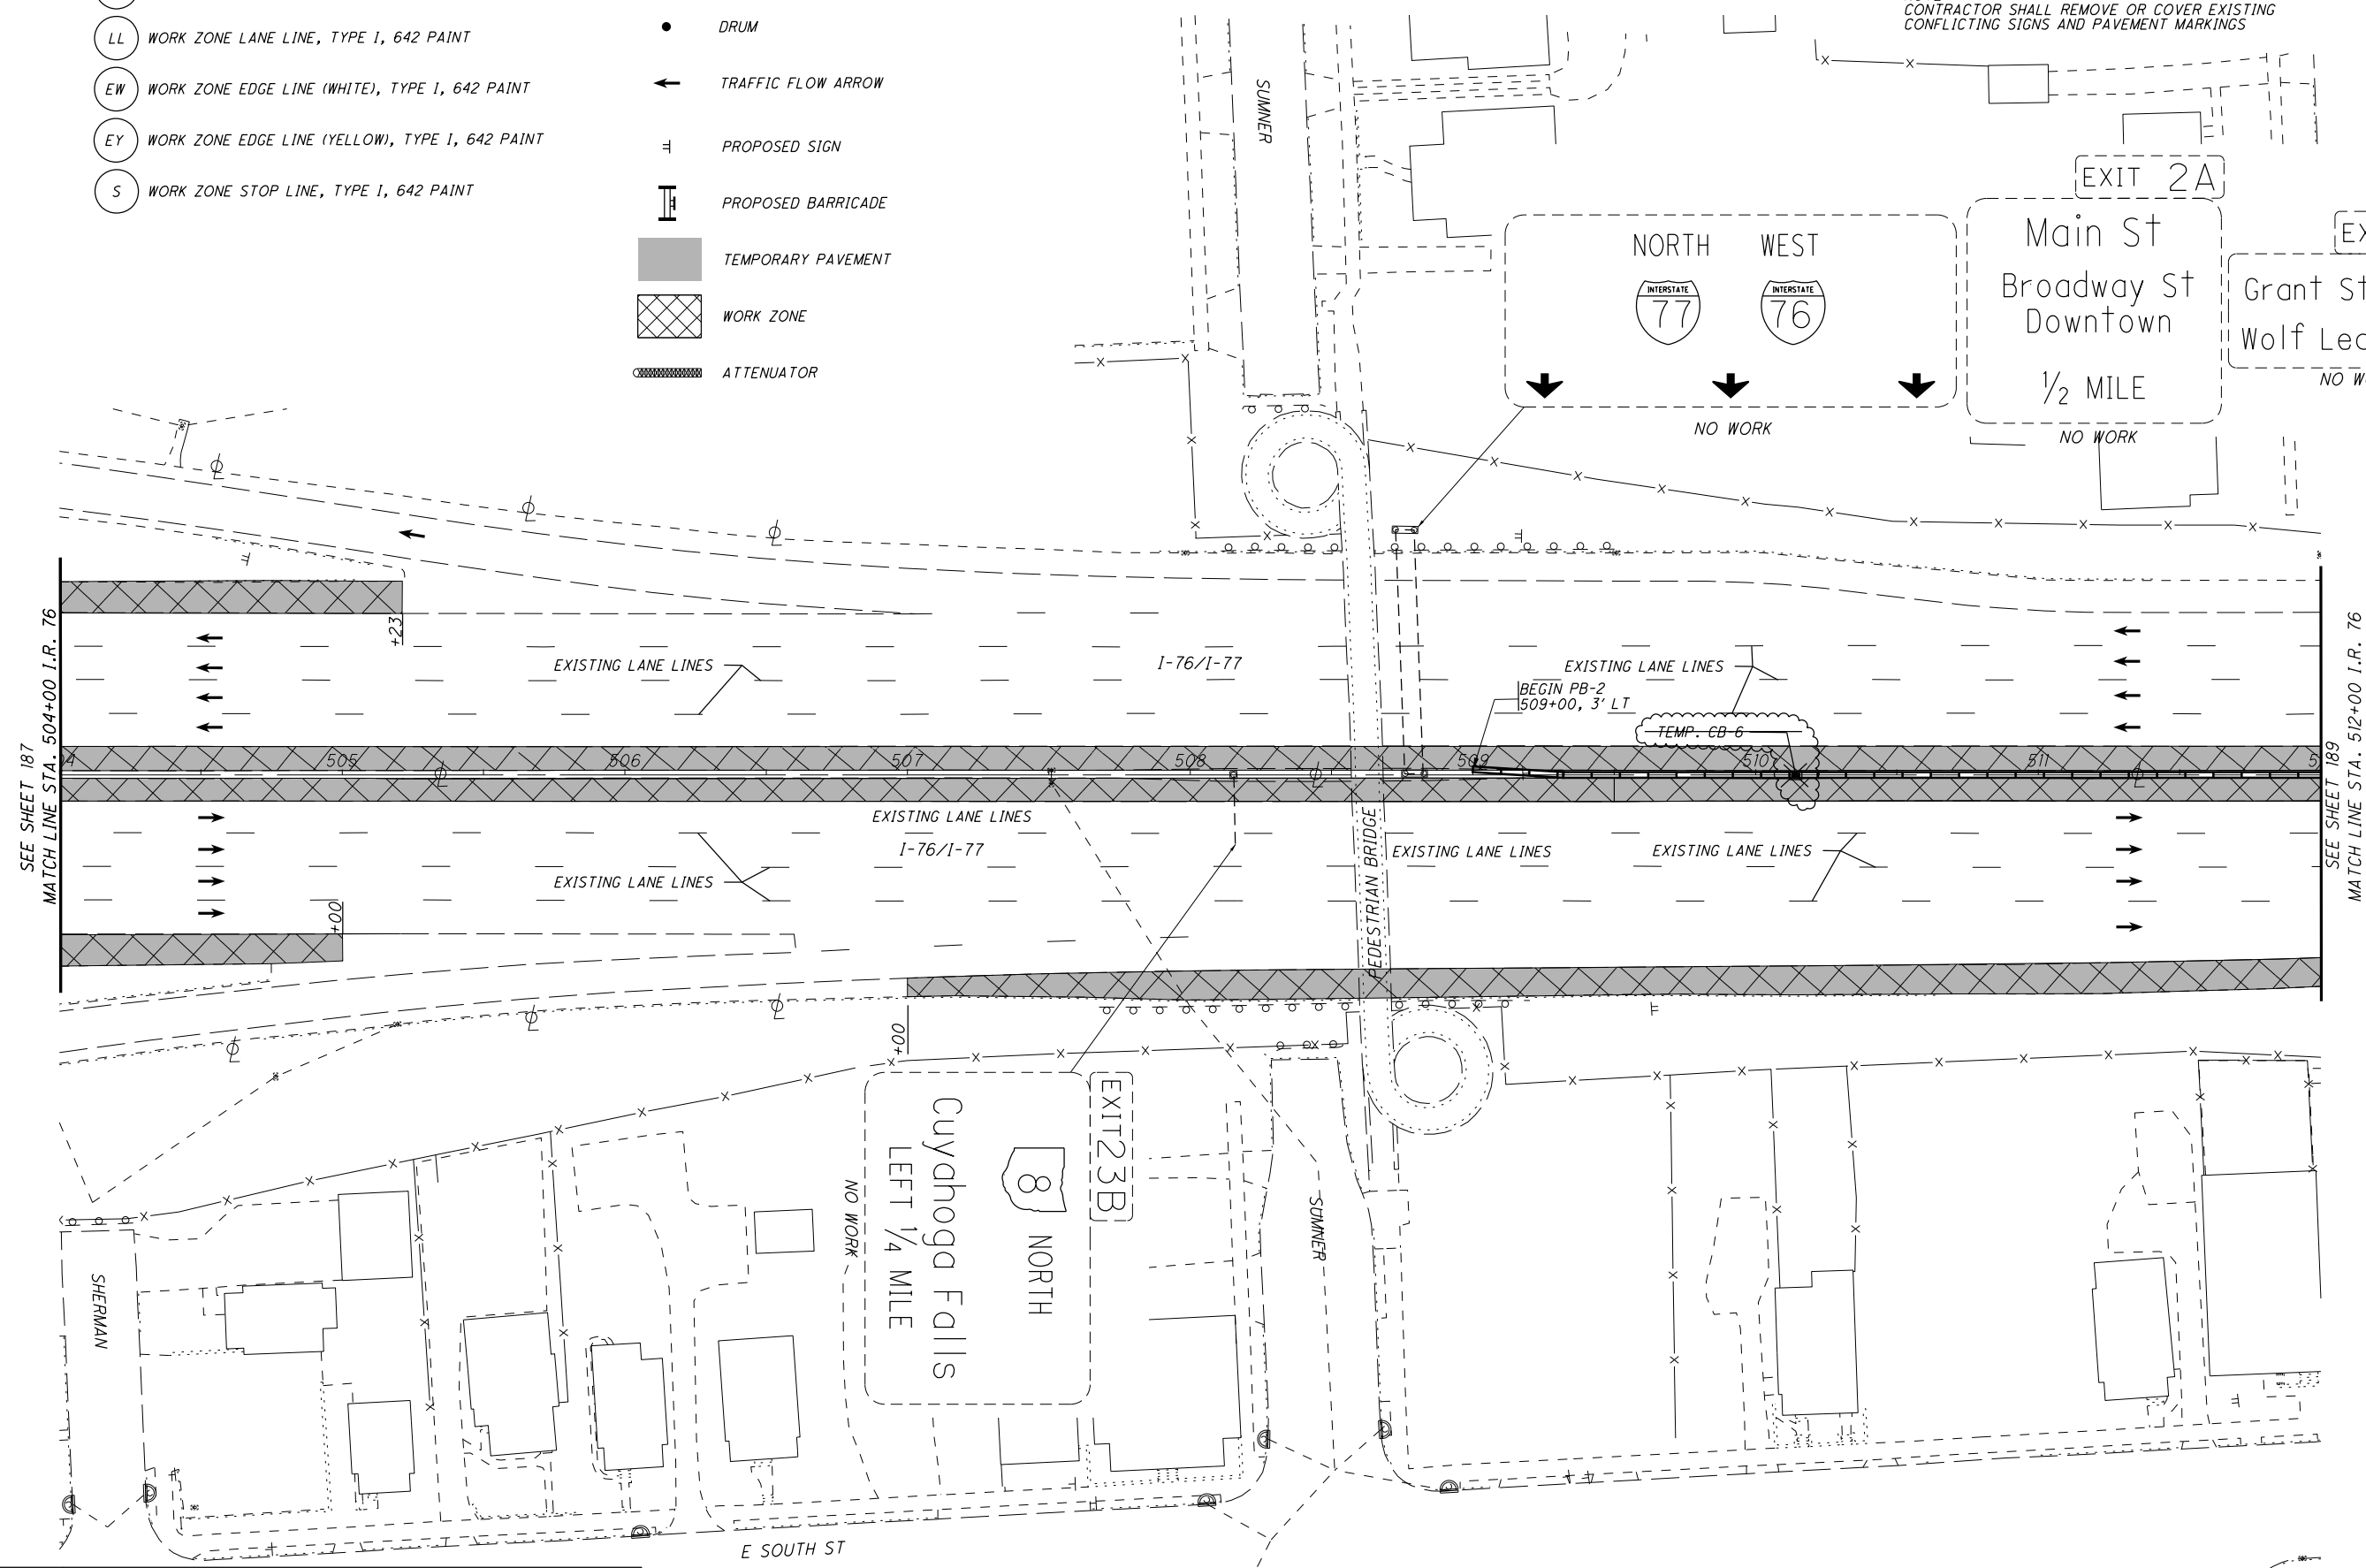 CONTRACTOR SHALL REMOVE OR COVER EXISTING
CONFLICTING SIGNS AND PAVEMENT MARKINGS
LL WORK ZONE LANE LINE, TYPE I, 642 PAINT
EW WORK ZONE EDGE LINE (WHITE), TYPE I, 642 PAINT
EY WORK ZONE EDGE LINE (YELLOW), TYPE I, 642 PAINT
S WORK ZONE STOP LINE, TYPE I, 642 PAINT
DRUM
TRAFFIC FLOW ARROW
PROPOSED SIGN
PROPOSED BARRICADE
TEMPORARY PAVEMENT
WORK ZONE
ATTENUATOR
SUMNER
NORTH WEST
INTERSTATE 77
INTERSTATE 76
NO WORK
EXIT 2A
Main St
Broadway St
Downtown
1/2 MILE
NO WORK
Grant St
Wolf
SEE SHEET 187
MATCH LINE STA. 504+00 I.R. 76
+23
EXISTING LANE LINES
I-76/I-77
EXISTING LANE LINES
BEGIN PB-2
509+00, 3' LT
TEMP. CB-6
505
506
507
508
509
510
511
EXISTING LANE LINES
I-76/I-77
EXISTING LANE LINES
EXISTING LANE LINES
EXISTING LANE LINES
PEDESTRIAN BRIDGE
SEE SHEET 189
MATCH LINE STA. 512+00 I.R. 76
+00
+00
EXIT 23B
8 NORTH
Cuyahoga Falls
LEFT 1/4 MILE
NO WORK
SUMNER
SHERMAN
E SOUTH ST